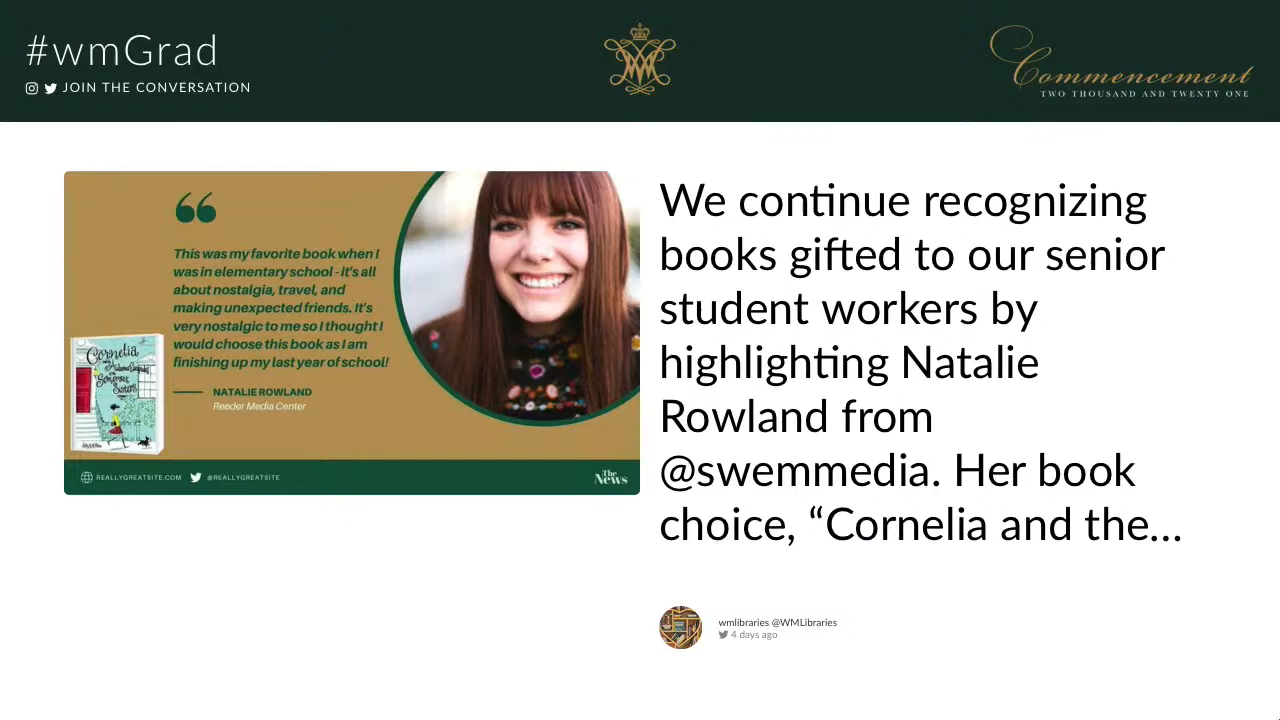 #wmGrad
JOIN THE CONVERSATION
Commencement
TWO THOUSAND AND TWENTY ONE
This was my favorite book when I
was in elementary school - it's all
about nostalgia, travel, and
making unexpected friends. It's
very nostalgic to me so I thought I
would choose this book as I am
finishing up my last year of school!
NATALIE ROWLAND
Reeder Media Center
Cornelia
Somerset
Sisters
REALLYGREATSITE.COM @REALLYGREATSITE
The
News
We continue recognizing
books gifted to our senior
student workers by
highlighting Natalie
Rowland from
@swemmedia. Her book
choice, “Cornelia and the...
wmlibraries @WMLibraries
4 days ago